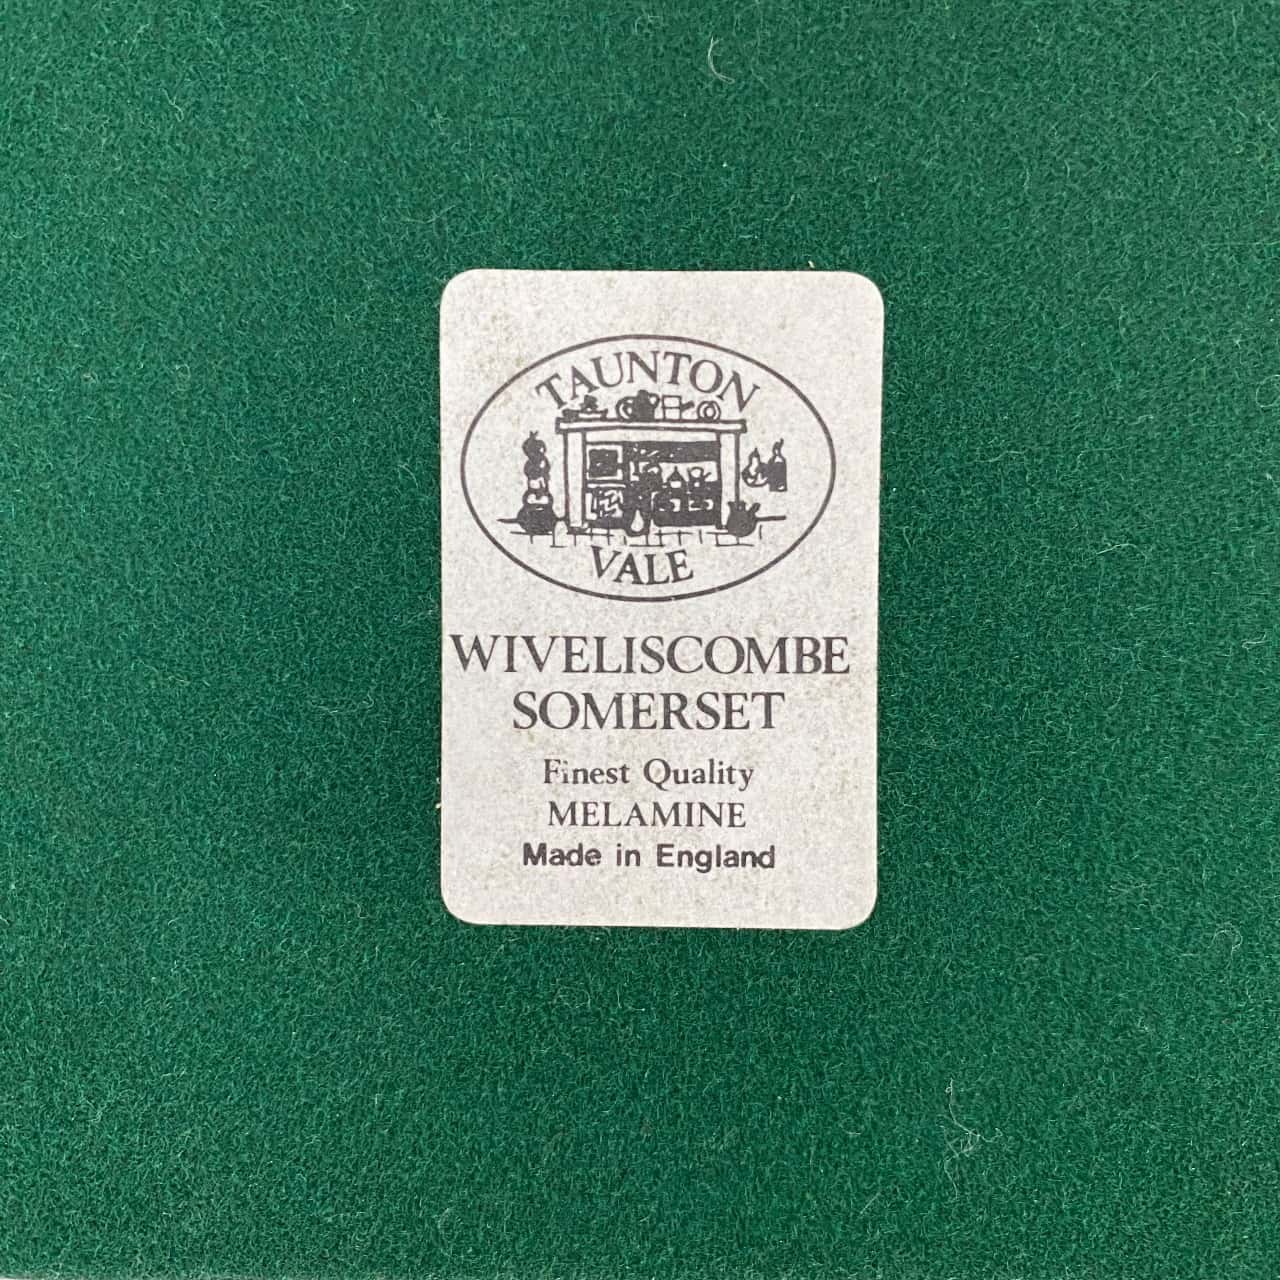 TAUNTON
VALE
WIVELISCOMBE
SOMERSET
Finest Quality
MELAMINE
Made in England